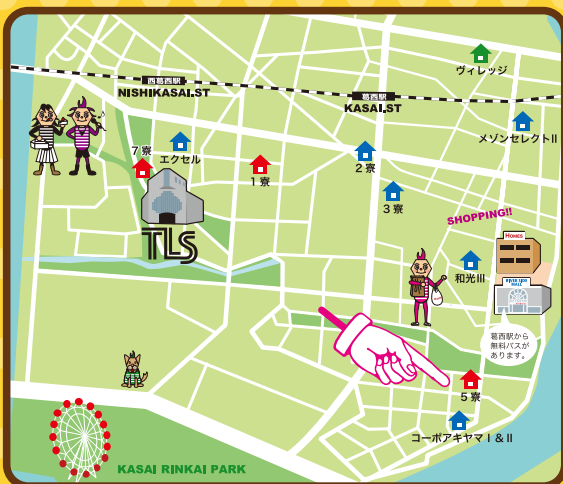 ヴィレッジ
西葛西駅
NISHIKASAI.ST
葛西駅
KASAI.ST
メゾンセレクトII
7寮
エクセル
1寮
2寮
3寮
TLS
SHOPPING!!
HOMES
和光III
RIVER SIDE
MALL
葛西駅から
無料バスが
あります。
5寮
コーポアキヤマ I & II
KASAI RINKAI PARK